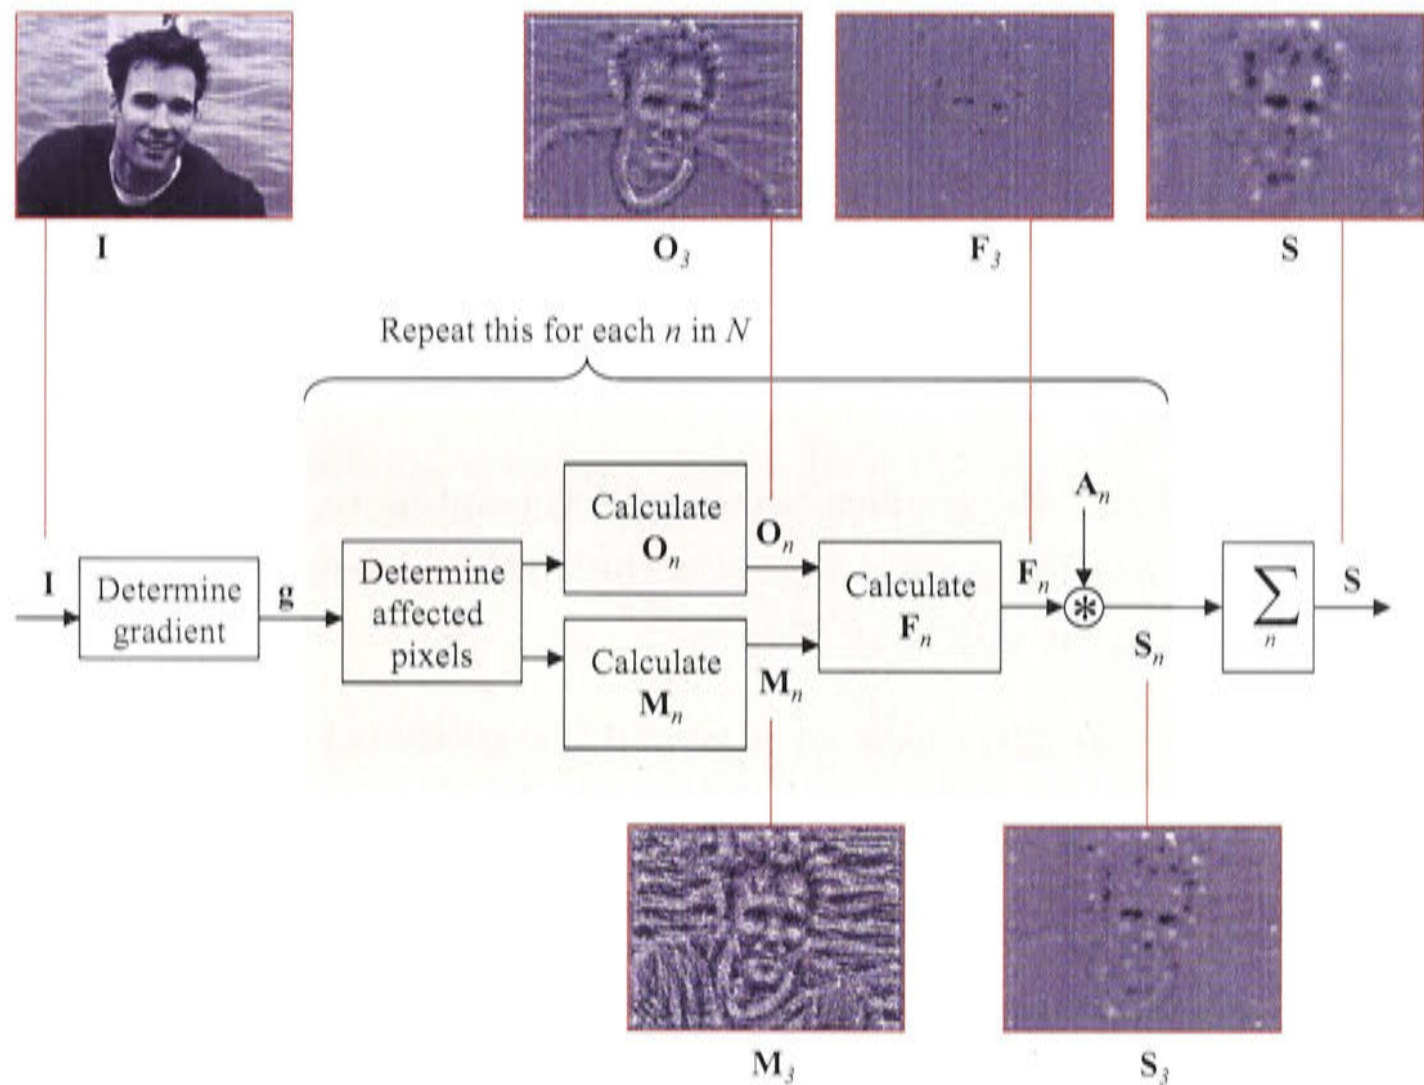 I
O₃
F₃
S
Repeat this for each n in N
I
Determine
gradient
g
Determine
affected
pixels
Calculate
Oₙ
Oₙ
Calculate
Mₙ
Mₙ
Calculate
Fₙ
Fₙ
Aₙ
*
Sₙ
∑
n
S
M₃
S₃